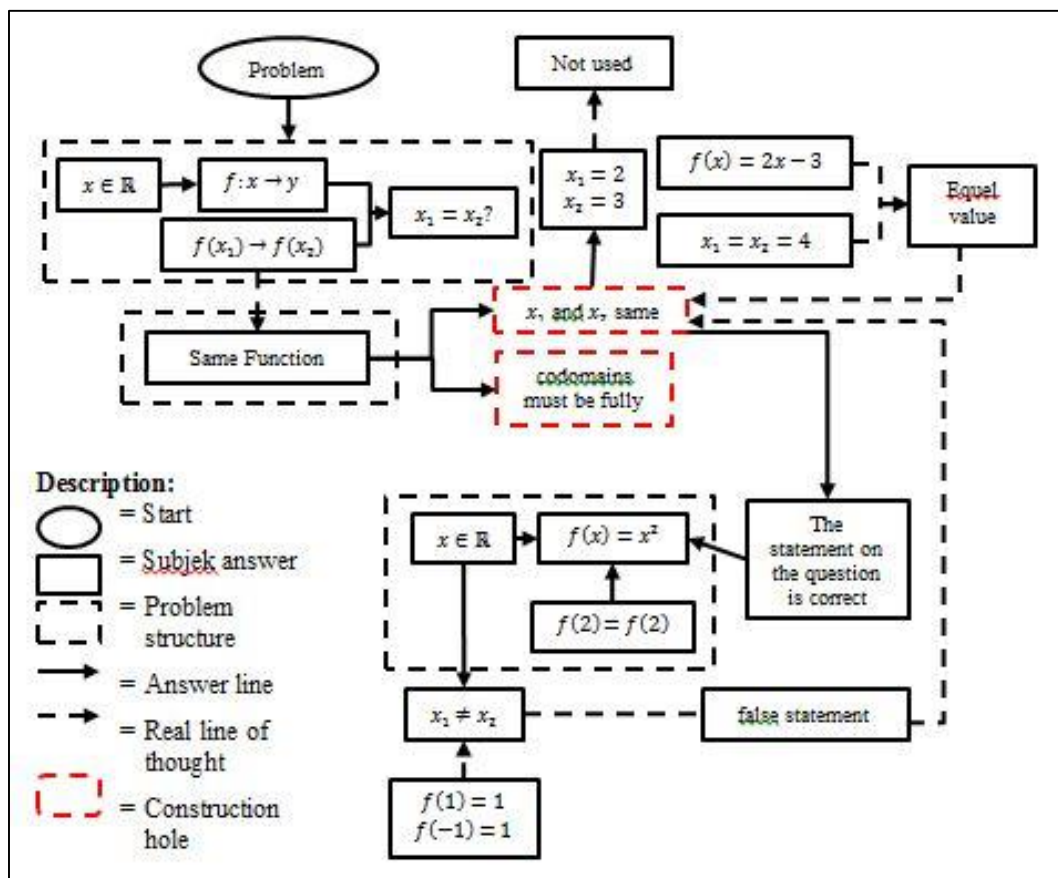 Problem
Not used
x ∈ ℝ
f: x → y
f(x₁) → f(x₂)
x₁ = x₂?
x₁ = 2
x₂ = 3
f(x) = 2x − 3
x₁ = x₂ = 4
Equel
value
Same Function
x₁ and x₂ same
codomains
must be fully
The
statement on
the question
is correct
x ∈ ℝ
f(x) = x²
f(2) = f(2)
x₁ ≠ x₂
false statement
f(1) = 1
f(−1) = 1
Description:
= Start
= Subjek answer
= Problem
structure
= Answer line
= Real line of
thought
= Construction
hole